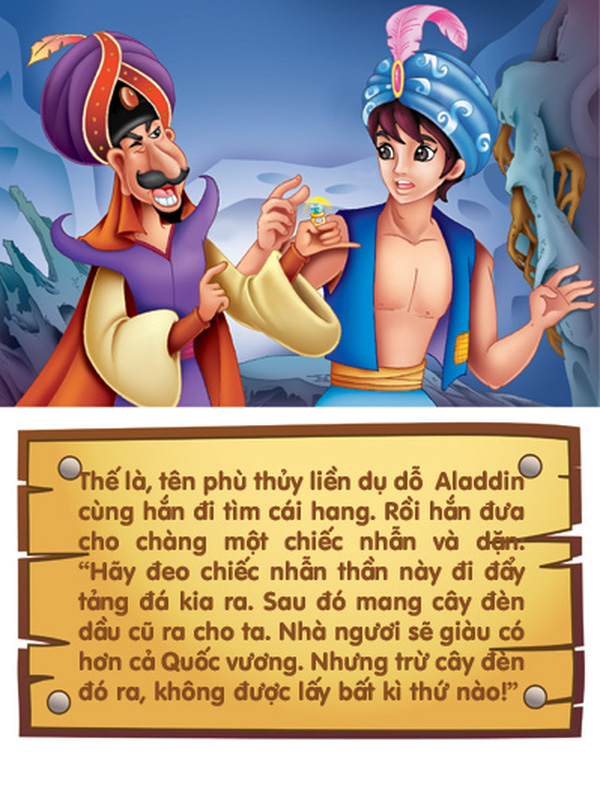 Thế là, tên phù thủy liền dụ dỗ Aladdin
cùng hắn đi tìm cái hang. Rồi hắn đưa
cho chàng một chiếc nhẫn và dặn:
“Hãy đeo chiếc nhẫn thần này đi đẩy
tảng đá kia ra. Sau đó mang cây đèn
dầu cũ ra cho ta. Nhà ngươi sẽ giàu có
hơn cả Quốc vương. Nhưng trừ cây đèn
đó ra, không được lấy bất kì thứ nào!”